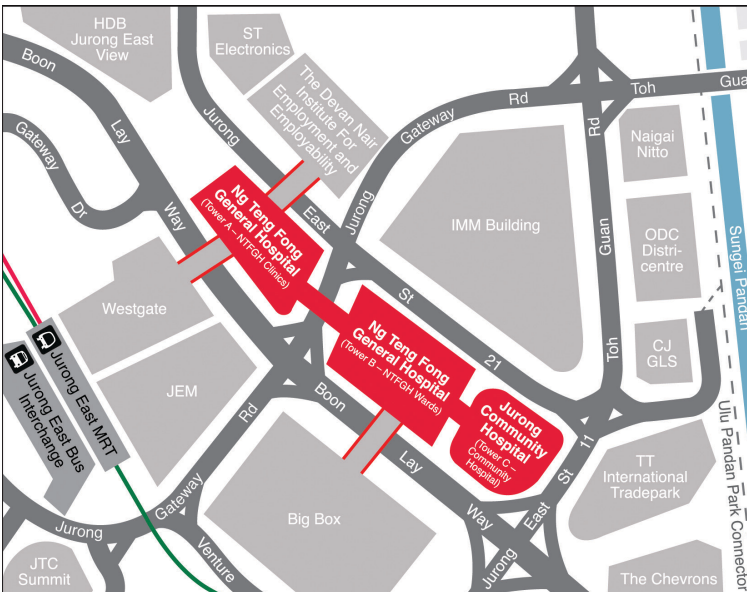 HDB
Jurong East
View
ST
Electronics
The Devan Nair
Institute For
Employment and
Employability
Boon
Lay
Way
Gateway
Dr
Jurong
East
St
21
Jurong
Gateway
Rd
Toh
Gua
Rd
Guan
Toh
Naigai
Nitto
ODC
Distri-
centre
CJ
GLS
Sungei Pandan
Ulu Pandan Park Connector
IMM Building
Ng Teng Fong
General Hospital
(Tower A – NTFGH Clinics)
Ng Teng Fong
General Hospital
(Tower B – NTFGH Wards)
Jurong
Community
Hospital
(Tower C –
Community
Hospital)
Westgate
JEM
Jurong East MRT
Jurong East Bus
Interchange
Boon
Lay
Way
Jurong
East
St
11
Big Box
Jurong
Gateway
Rd
Venture
JTC
Summit
TT
International
Tradepark
The Chevrons